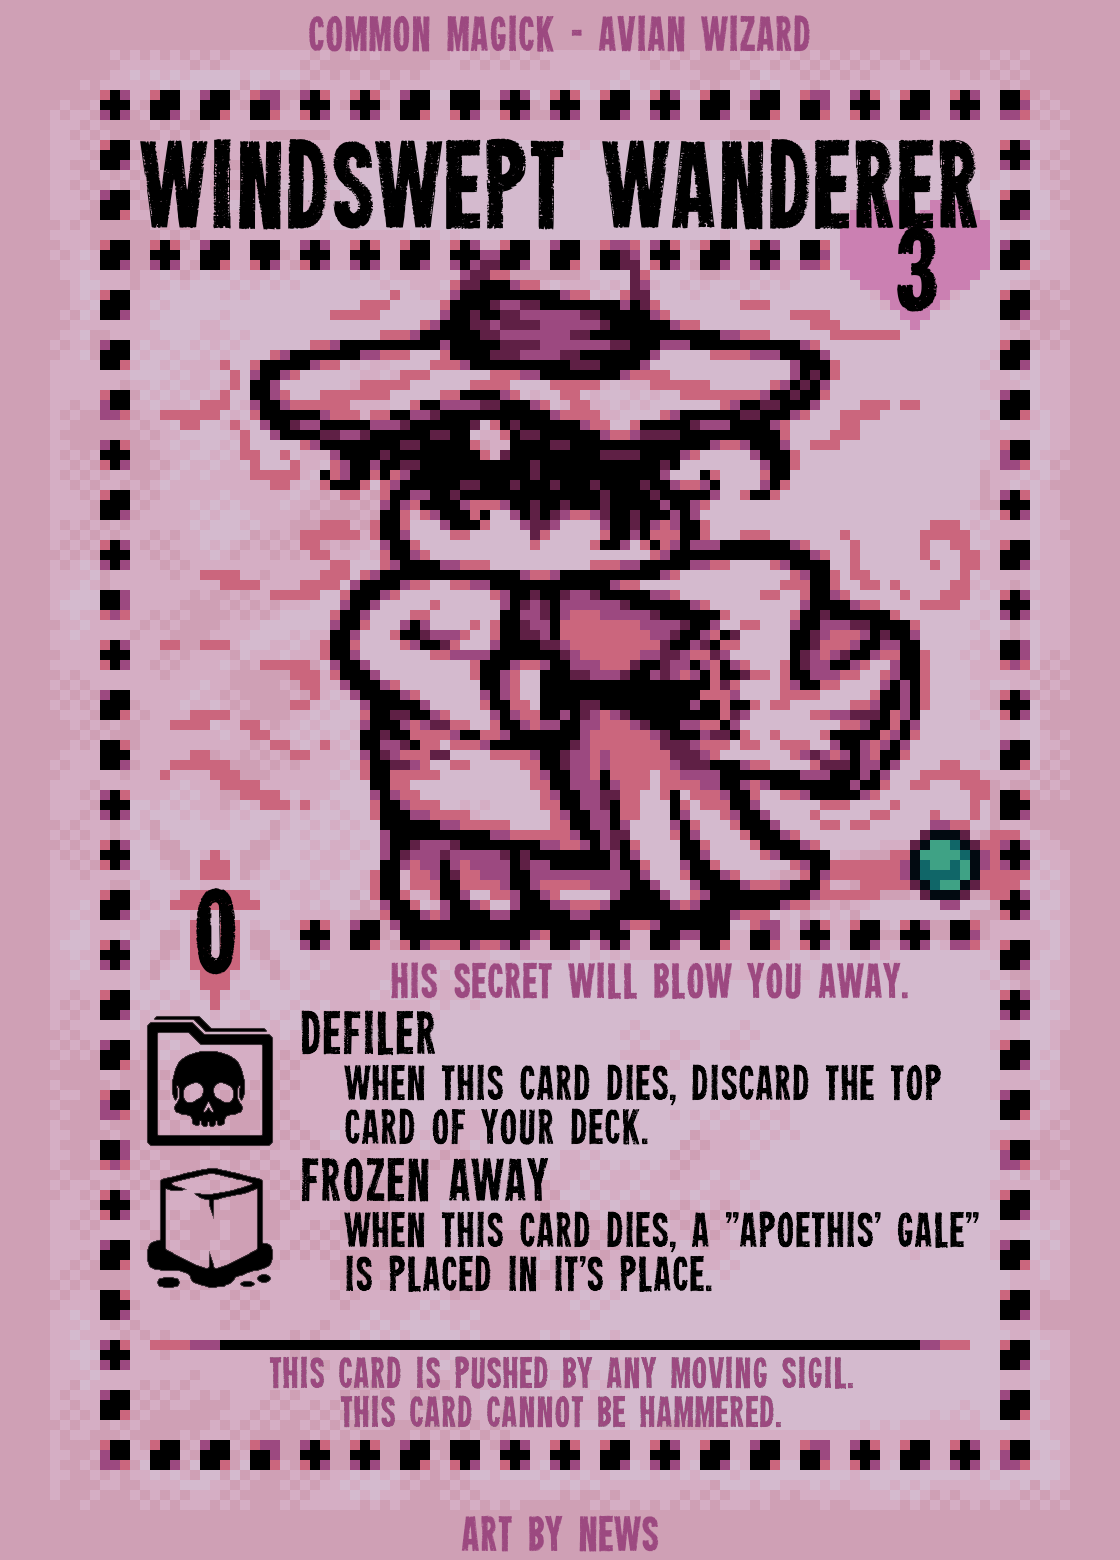 COMMON MAGICK - AVIAN WIZARD
WINDSWEPT WANDERER
3
0
HIS SECRET WILL BLOW YOU AWAY.
DEFILER
WHEN THIS CARD DIES, DISCARD THE TOP
CARD OF YOUR DECK.
FROZEN AWAY
WHEN THIS CARD DIES, A "APOETHIS' GALE"
IS PLACED IN IT'S PLACE.
THIS CARD IS PUSHED BY ANY MOVING SIGIL.
THIS CARD CANNOT BE HAMMERED.
ART BY NEWS